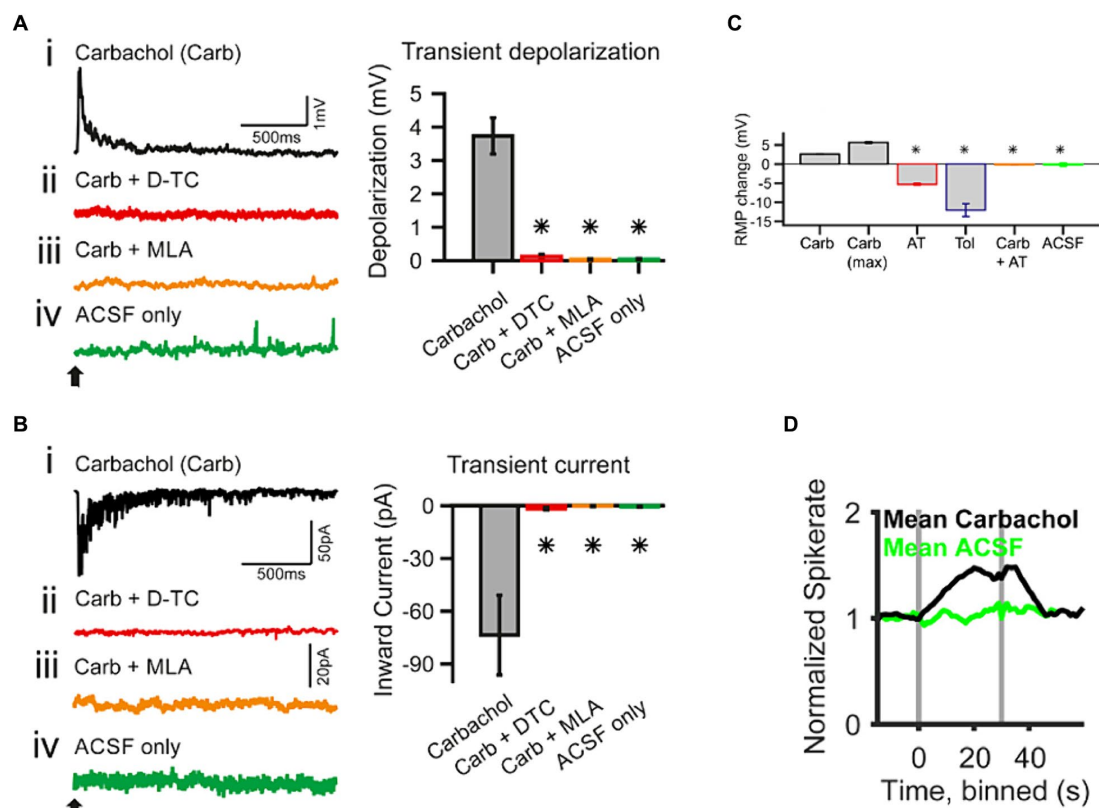 A
i
Carbachol (Carb)
1mV
500ms
ii
Carb + D-TC
iii
Carb + MLA
iv
ACSF only
Transient depolarization
Depolarization (mV)
5
4
3
2
1
0
* * *
Carbachol
Carb + DTC
Carb + MLA
ACSF only
C
RMP change (mV)
5
0
-5
-10
-15
* * * *
Carb
Carb
(max)
AT
Tol
Carb
+ AT
ACSF
B
i
Carbachol (Carb)
50pA
500ms
ii
Carb + D-TC
20pA
iii
Carb + MLA
iv
ACSF only
Transient current
Inward Current (pA)
0
-30
-60
-90
* * *
Carbachol
Carb + DTC
Carb + MLA
ACSF only
D
Normalized Spikerate
2
1
0
Mean Carbachol
Mean ACSF
0 20 40
Time, binned (s)